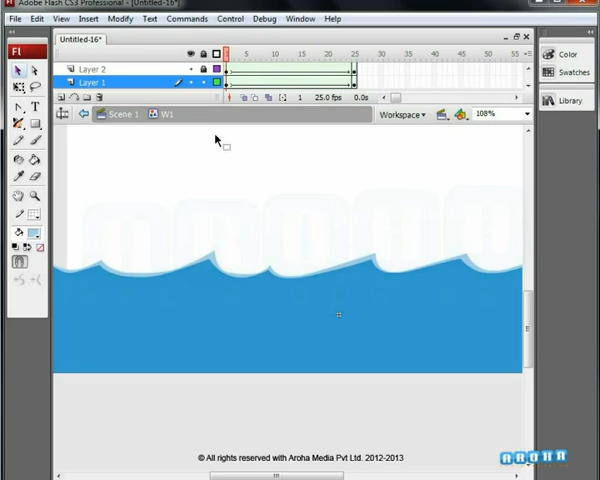 Adobe Flash CS3 Professional - [Untitled-16*]
File Edit View Insert Modify Text Commands Control Debug Window Help
Untitled-16*
Fl
5 10 15 20 25 30 35 40 45 50 55
Layer 2
Layer 1
1 25.0 fps 0.0s
Scene 1 W1
Workspace 108%
Color
Swatches
Library
© All rights reserved with Aroha Media Pvt Ltd. 2012-2013
AROHA